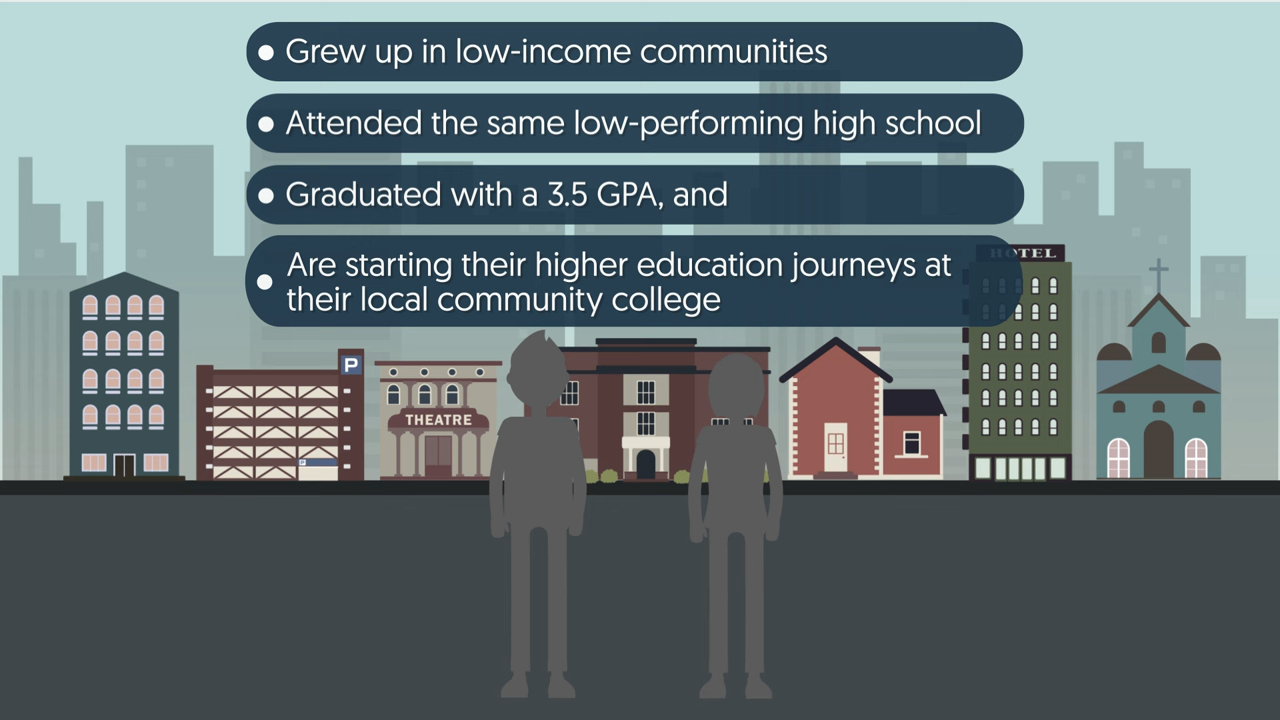 • Grew up in low-income communities
• Attended the same low-performing high school
• Graduated with a 3.5 GPA, and
• Are starting their higher education journeys at
their local community college
HOTEL
P
THEATRE
P